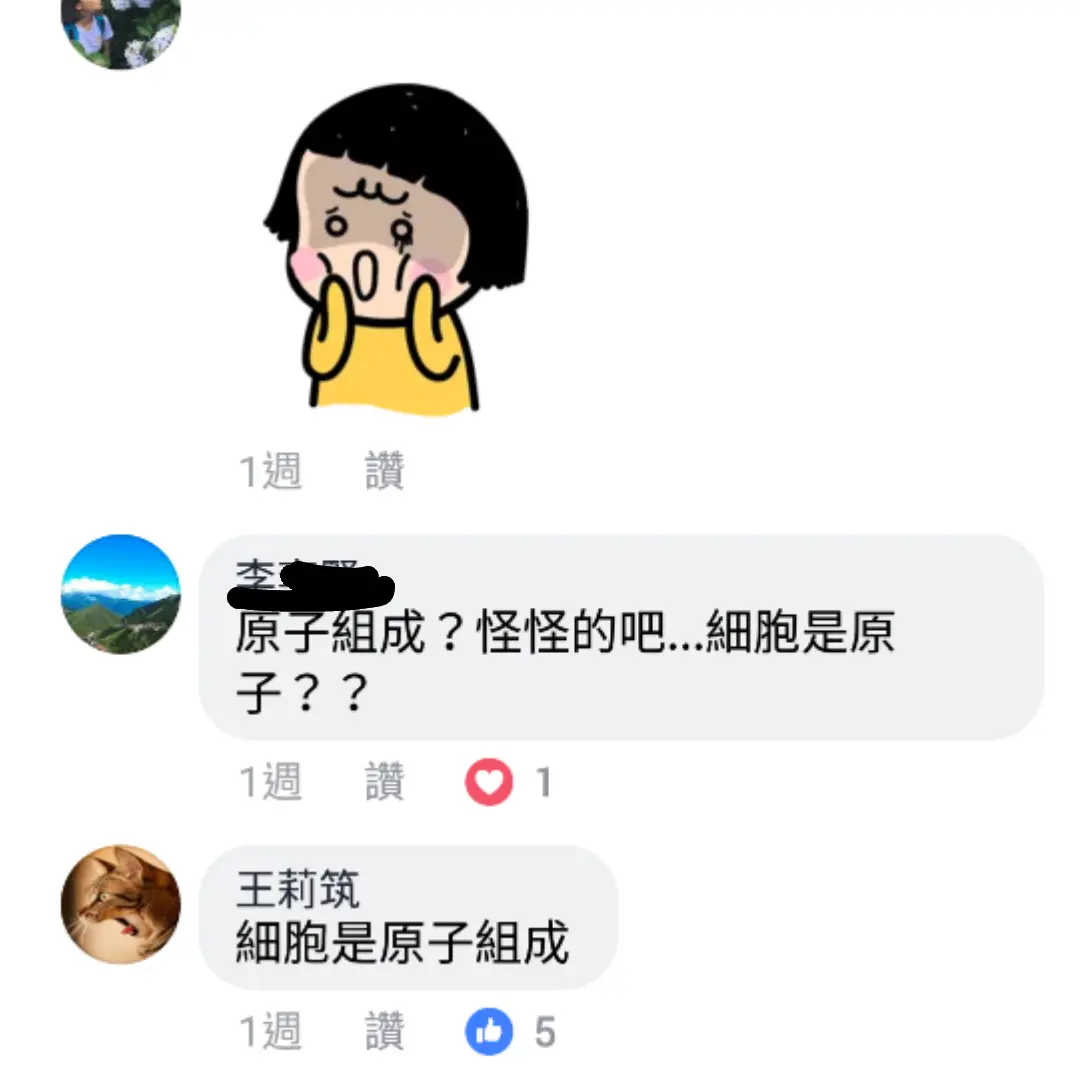 1週 讚
李
原子組成？怪怪的吧...細胞是原
子？？
1週 讚 1
王莉筑
細胞是原子組成
1週 讚 5